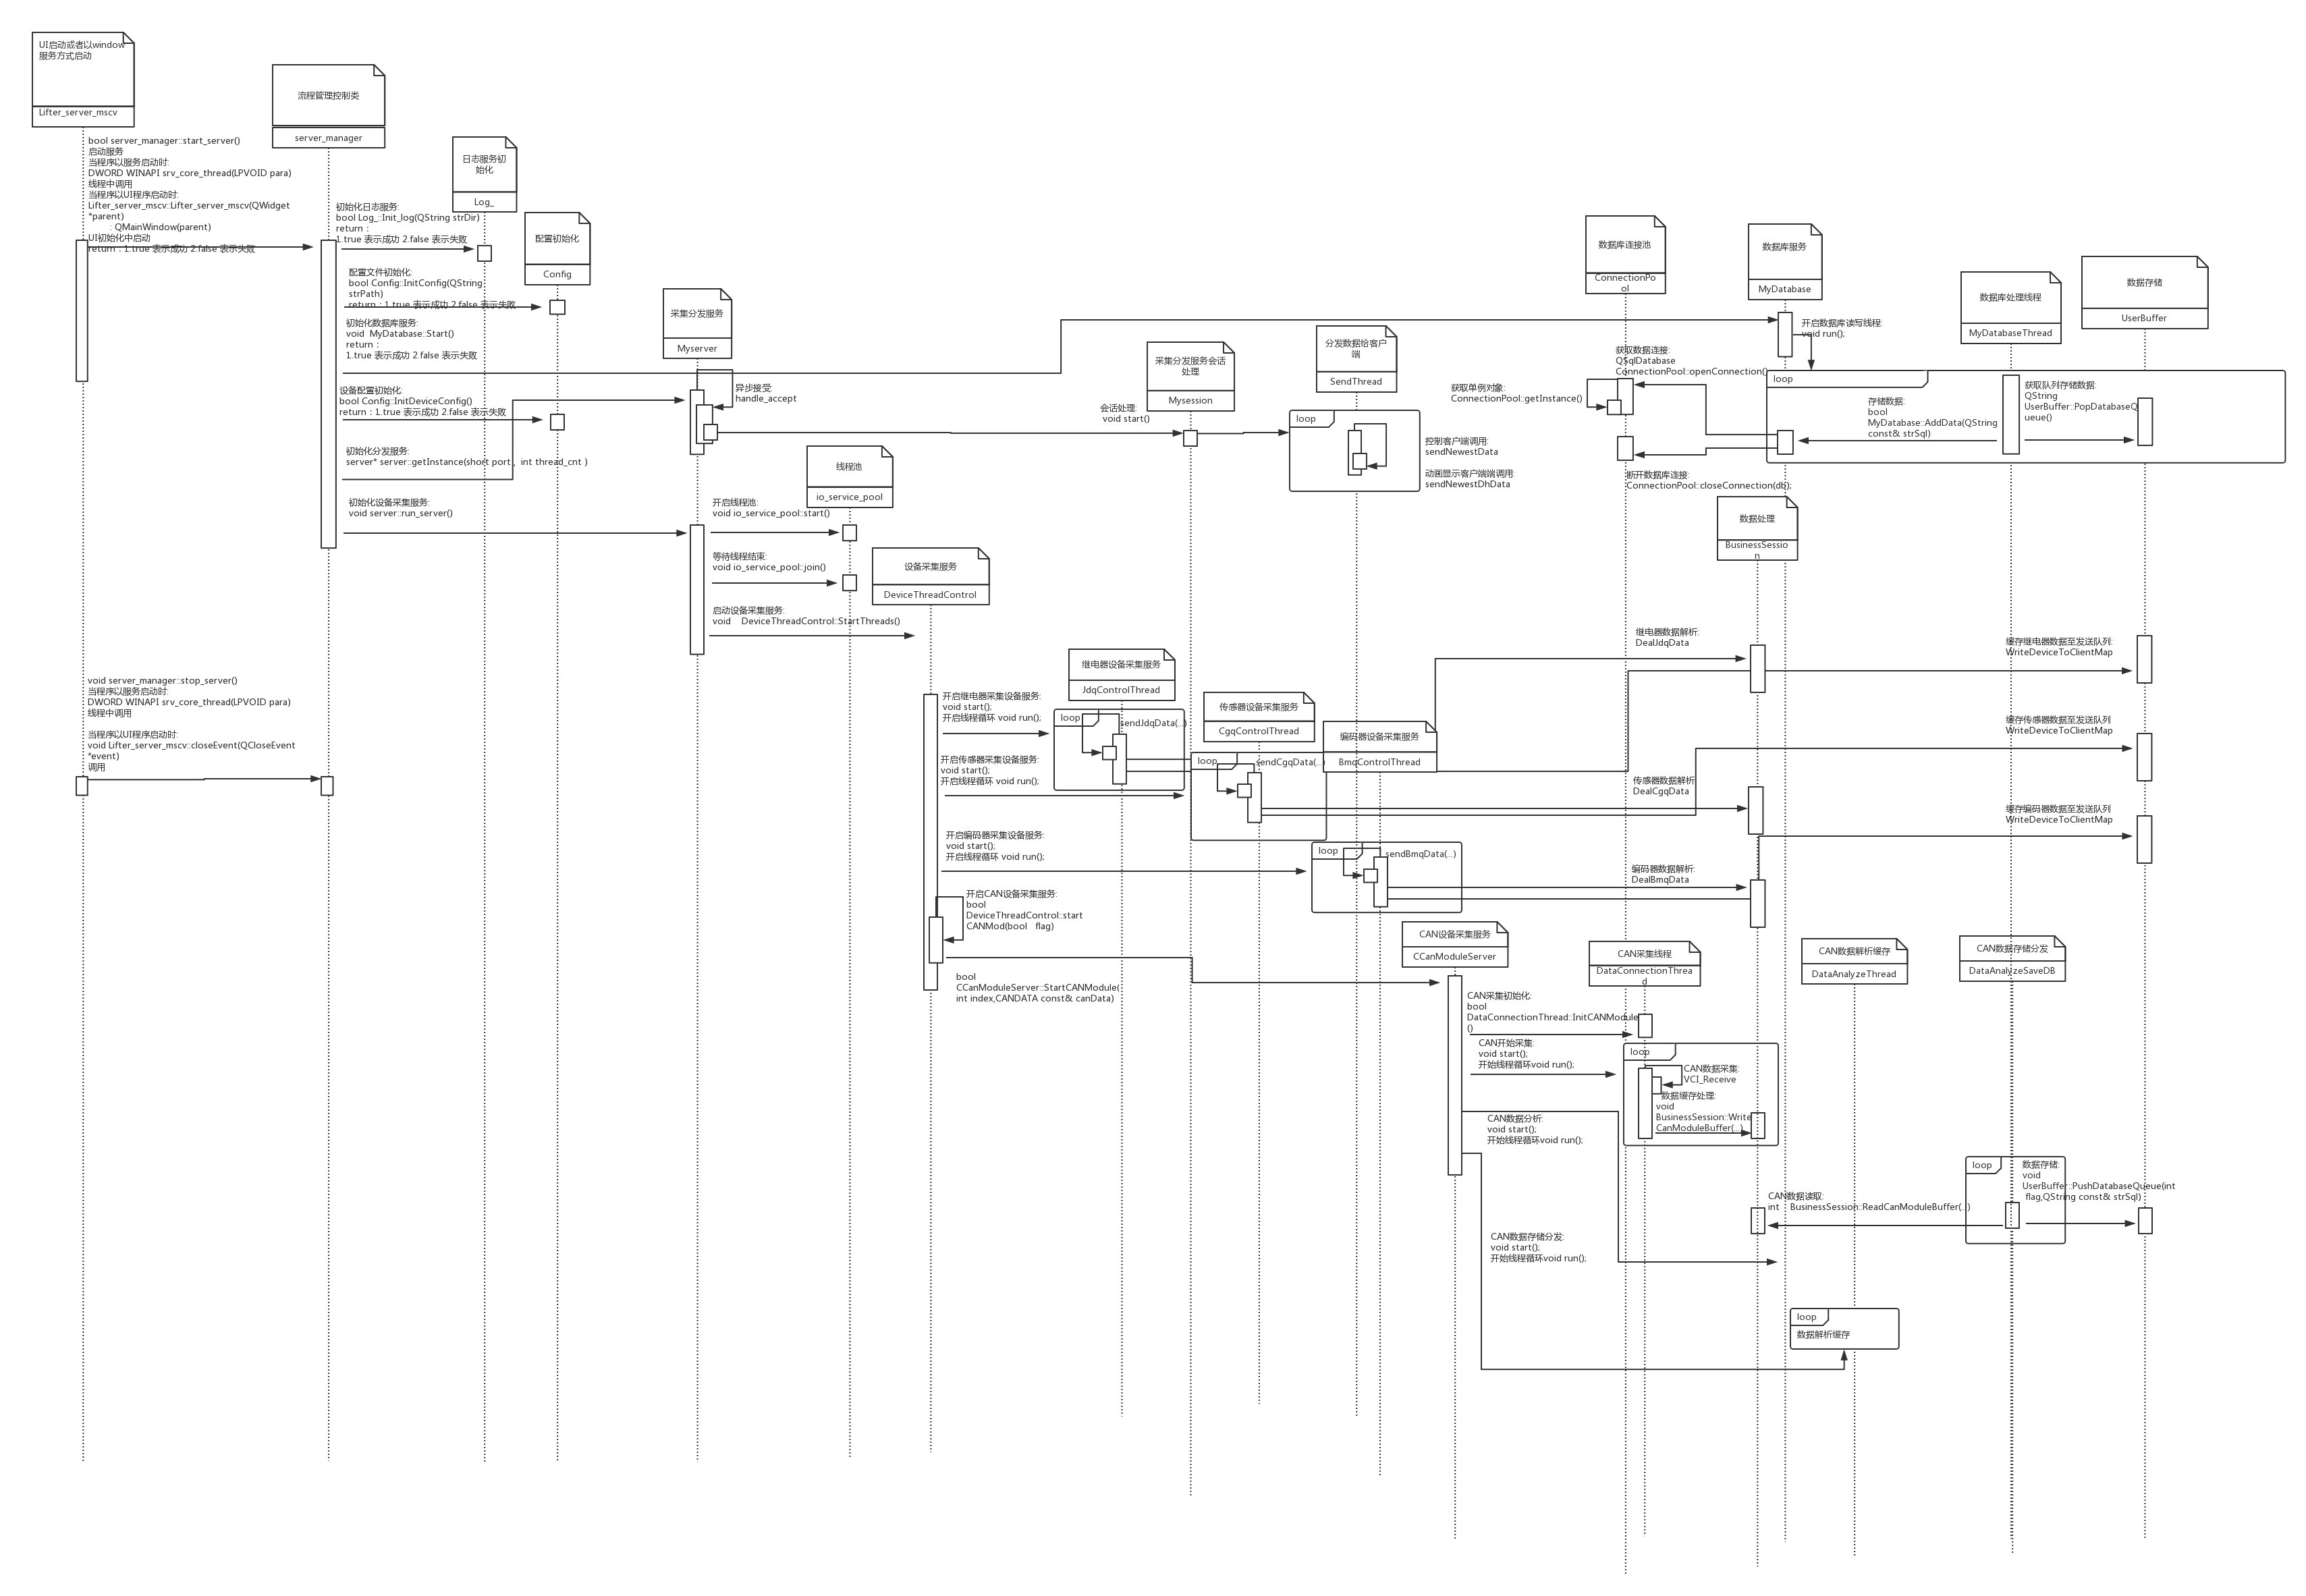 UI启动或者以window
服务方式启动
Lifter_server_mscv
流程管理控制类
server_manager
日志服务初
始化
Log_
配置初始化
Config
采集分发服务
Myserver
线程池
io_service_pool
设备采集服务
DeviceThreadControl
继电器设备采集服务
JdqControlThread
采集分发服务会话
处理
Mysession
传感器设备采集服务
CgqControlThread
分发数据给客户
端
SendThread
编码器设备采集服务
BmqControlThread
CAN设备采集服务
CCanModuleServer
数据库连接池
ConnectionPo
ol
CAN采集线程
DataConnectionThrea
d
数据处理
BusinessSessio
n
数据库服务
MyDatabase
CAN数据解析缓存
DataAnalyzeThread
数据库处理线程
MyDatabaseThread
CAN数据存储分发
DataAnalyzeSaveDB
数据存储
UserBuffer
bool server_manager::start_server()
启动服务
当程序以服务启动时:
DWORD WINAPI srv_core_thread(LPVOID para)
线程中调用
当程序以UI程序启动时:
Lifter_server_mscv::Lifter_server_mscv(QWidget
*parent)
: QMainWindow(parent)
UI初始化中启动
return：1.true 表示成功 2.false 表示失败
初始化日志服务:
bool Log_::Init_log(QString strDir)
return：
1.true 表示成功 2.false 表示失败
配置文件初始化:
bool Config::InitConfig(QString
strPath)
return：1.true 表示成功 2.false 表示失败
初始化数据库服务:
void  MyDatabase::Start()
return：
1.true 表示成功 2.false 表示失败
设备配置初始化:
bool Config::InitDeviceConfig()
return：1.true 表示成功 2.false 表示失败
初始化分发服务:
server* server::getInstance(short port ,  int thread_cnt )
初始化设备采集服务:
void server::run_server()
异步接受:
handle_accept
会话处理:
void start()
loop
控制客户端调用:
sendNewestData
动画显示客户端端调用:
sendNewestDhData
获取单例对象:
ConnectionPool::getInstance()
获取数据连接:
QSqlDatabase
ConnectionPool::openConnection()
断开数据库连接:
ConnectionPool::closeConnection(db);
开启数据库读写线程:
void run();
loop
存储数据:
bool
MyDatabase::AddData(QString
const& strSql)
获取队列存储数据:
QString
UserBuffer::PopDatabaseQ
ueue()
开启线程池:
void io_service_pool::start()
等待线程结束:
void io_service_pool::join()
启动设备采集服务:
void    DeviceThreadControl::StartThreads()
void server_manager::stop_server()
当程序以服务启动时:
DWORD WINAPI srv_core_thread(LPVOID para)
线程中调用
当程序以UI程序启动时:
void Lifter_server_mscv::closeEvent(QCloseEvent
*event)
调用
开启继电器采集设备服务:
void start();
开启线程循环 void run();
loop
sendJdqData(...)
开启传感器采集设备服务:
void start();
开启线程循环 void run();
loop
sendCgqData(...)
开启编码器采集设备服务:
void start();
开启线程循环 void run();
loop
sendBmqData(...)
继电器数据解析:
DealJdqData
缓存继电器数据至发送队列:
WriteDeviceToClientMap
传感器数据解析
DealCgqData
缓存传感器数据至发送队列
WriteDeviceToClientMap
编码器数据解析:
DealBmqData
缓存编码器数据至发送队列
WriteDeviceToClientMap
开启CAN设备采集服务:
bool
DeviceThreadControl::start
CANMod(bool   flag)
bool
CCanModuleServer::StartCANModule(
int index,CANDATA const& canData)
CAN采集初始化:
bool
DataConnectionThread::InitCANModule
()
CAN开始采集:
void start();
开始线程循环void run();
loop
CAN数据采集:
VCI_Receive
数据缓存处理:
void
BusinessSession::Write
CanModuleBuffer(...)
CAN数据分析:
void start();
开始线程循环void run();
CAN数据存储分发:
void start();
开始线程循环void run();
loop
数据存储:
void
UserBuffer::PushDatabaseQueue(int
flag,QString const& strSql)
CAN数据读取:
int    BusinessSession::ReadCanModuleBuffer(...)
loop
数据解析缓存